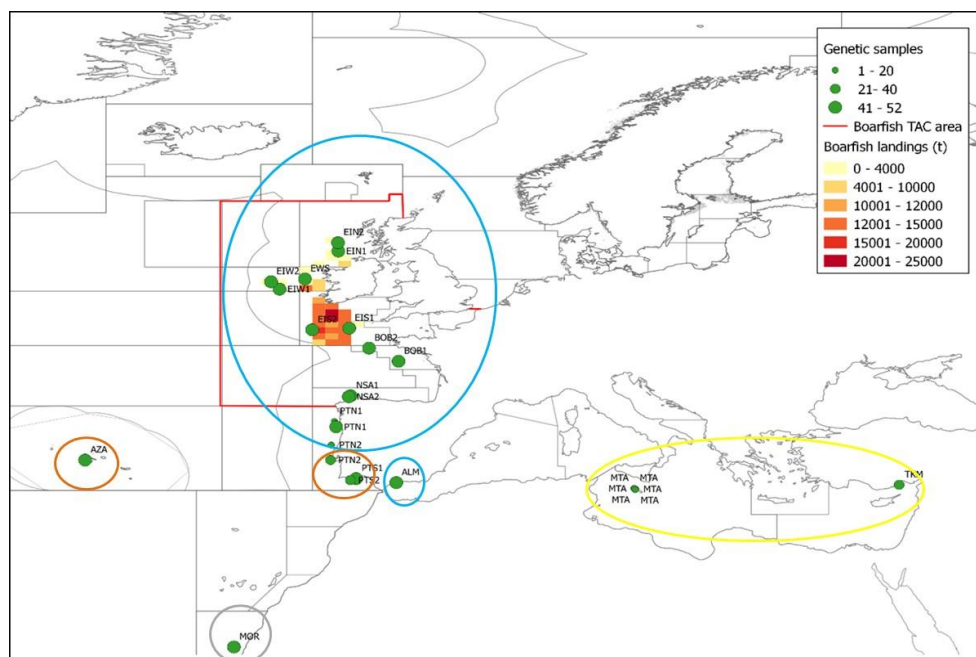 Genetic samples
1 - 20
21- 40
41 - 52
Boarfish TAC area
Boarfish landings (t)
0 - 4000
4001 - 10000
10001 - 12000
12001 - 15000
15001 - 20000
20001 - 25000
EIN2
EIN1
EIW2
EWS
EIW1
EIS2
EIS1
BOB2
BOB1
NSA1
NSA2
PTN1
PTN1
PTN2
PTN2
PTS1
PTS2
AZA
ALM
MTA MTA
MTA MTA
MTA MTA
TKM
MOR